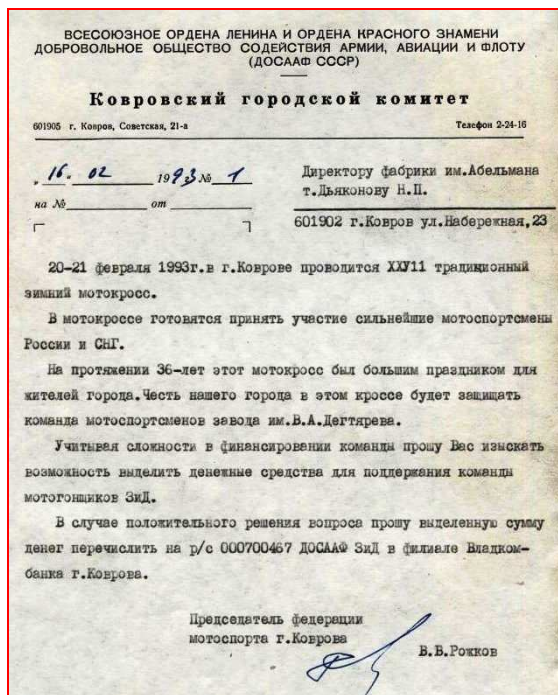 ВСЕСОЮЗНОЕ ОРДЕНА ЛЕНИНА И ОРДЕНА КРАСНОГО ЗНАМЕНИ
ДОБРОВОЛЬНОЕ ОБЩЕСТВО СОДЕЙСТВИЯ АРМИИ, АВИАЦИИ И ФЛОТУ
(ДОСААФ СССР)
Ковровский городской комитет
601905 г. Ковров, Советская, 21-а Телефон 2-24-16
„16. 02 1993 № 1
на № от
Директору фабрики им.Абельмана
т.Дьяконову Н.П.
601902 г.Ковров ул.Набережная,23
20-21 февраля 1993г.в г.Коврове проводится ХХУ11 традиционный
зимний мотокросс.
В мотокроссе готовятся принять участие сильнейшие мотоспортсмены
России и СНГ.
На протяжении 36-лет этот мотокросс был большим праздником для
жителей города.Честь нашего города в этом кроссе будет защищать
команда мотоспортсменов завода им.В.А.Дегтярева.
Учитывая сложности в финансировании команды прошу Вас изыскать
возможность выделить денежные средства для поддержания команды
мотогонщиков ЗиД.
В случае положительного решения вопроса прошу выделенную сумму
денег перечислить на р/с 000700467 ДОСААФ ЗиД в филиале Владком-
банка г.Коврова.
Председатель федерации
мотоспорта г.Коврова
В.В.Рожков